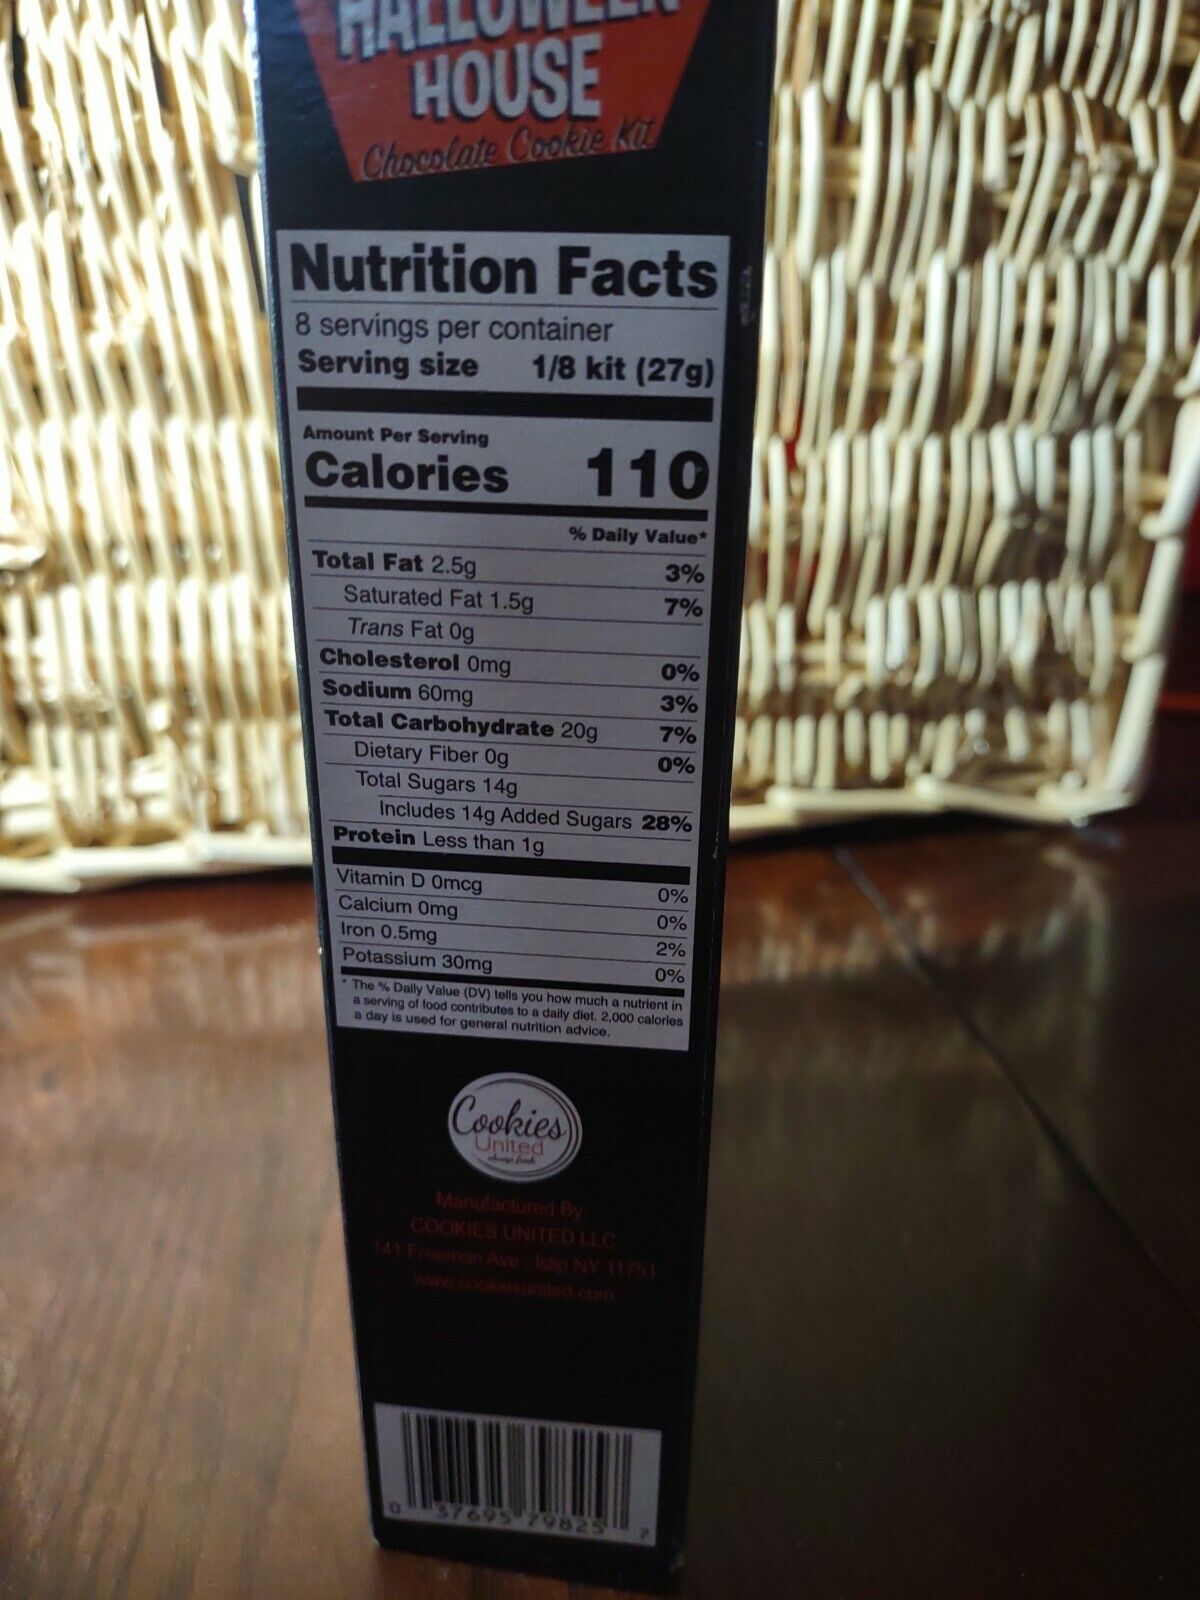 HALLOWEEN
HOUSE
Chocolate Cookie Kit
Nutrition Facts
8 servings per container
Serving size 1/8 kit (27g)
Amount Per Serving
Calories 110
% Daily Value*
Total Fat 2.5g 3%
Saturated Fat 1.5g 7%
Trans Fat 0g
Cholesterol 0mg 0%
Sodium 60mg 3%
Total Carbohydrate 20g 7%
Dietary Fiber 0g 0%
Total Sugars 14g
Includes 14g Added Sugars 28%
Protein Less than 1g
Vitamin D 0mcg 0%
Calcium 0mg 0%
Iron 0.5mg 2%
Potassium 30mg 0%
* The % Daily Value (DV) tells you how much a nutrient in
a serving of food contributes to a daily diet. 2,000 calories
a day is used for general nutrition advice.
Cookies
United
always fresh
Manufactured By
COOKIES UNITED LLC
141 Freeman Ave . Islip NY 11751
www.cookiesunited.com
57695 79825 7